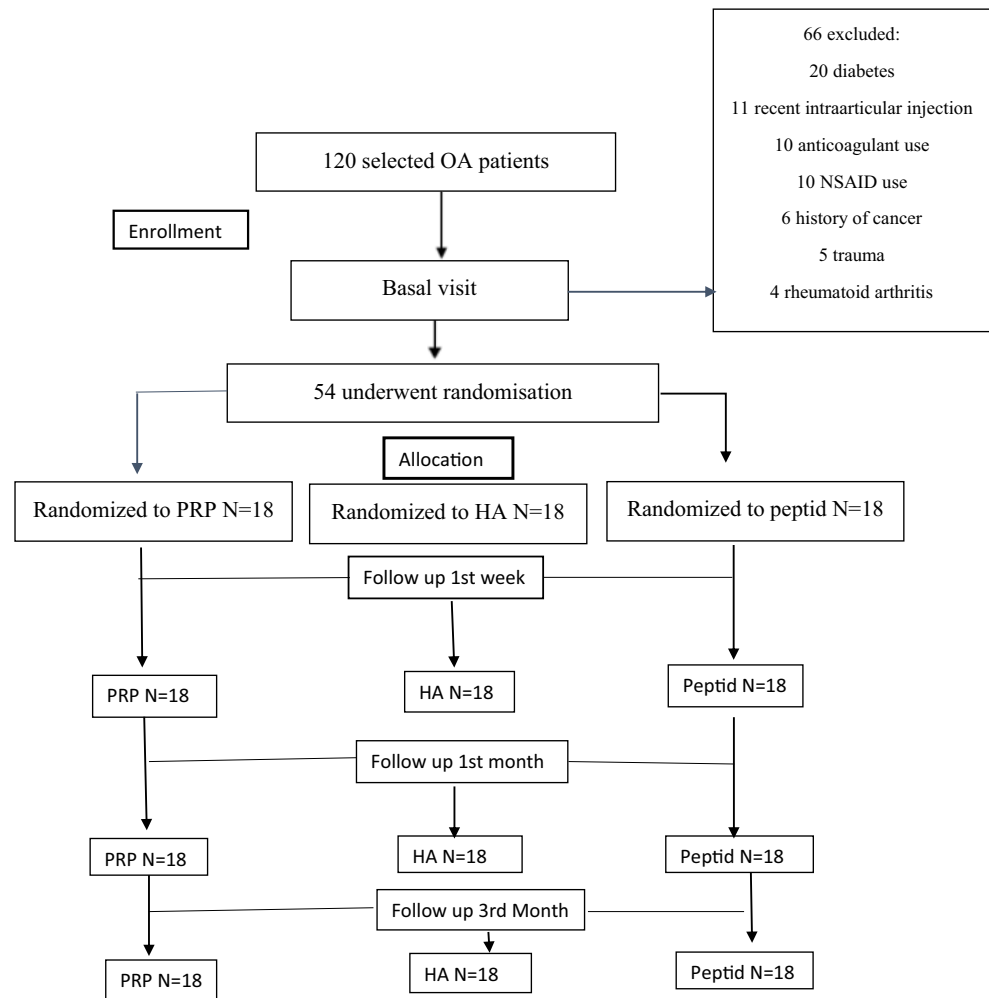 66 excluded:
20 diabetes
11 recent intraarticular injection
10 anticoagulant use
10 NSAID use
6 history of cancer
5 trauma
4 rheumatoid arthritis
120 selected OA patients
Enrollment
Basal visit
54 underwent randomisation
Allocation
Randomized to PRP N=18
Randomized to HA N=18
Randomized to peptid N=18
Follow up 1st week
PRP N=18
HA N=18
Peptid N=18
Follow up 1st month
PRP N=18
HA N=18
Peptid N=18
Follow up 3rd Month
PRP N=18
HA N=18
Peptid N=18